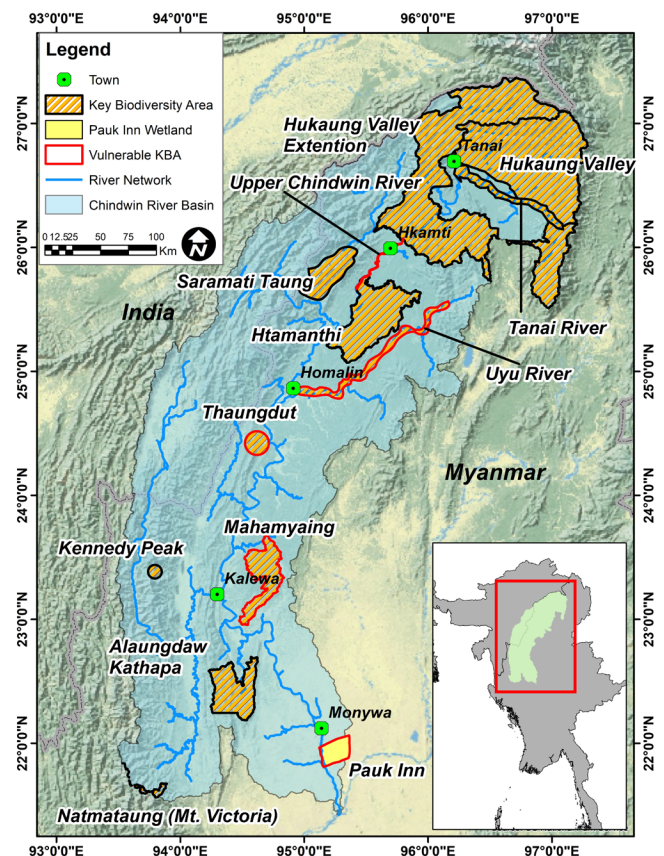 93°0'0"E 94°0'0"E 95°0'0"E 96°0'0"E 97°0'0"E
Legend
Town
Key Biodiversity Area
Pauk Inn Wetland
Vulnerable KBA
River Network
Chindwin River Basin
0 12.525 50 75 100
Km
N
27°0'0"N 27°0'0"N
Hukaung Valley
Extention
Tanai
Hukaung Valley
Upper Chindwin River
Hkamti
26°0'0"N 26°0'0"N
Saramati Taung
India
Htamanthi
Tanai River
25°0'0"N 25°0'0"N
Homalin
Uyu River
Thaungdut
Myanmar
24°0'0"N 24°0'0"N
Mahamyaing
Kennedy Peak
Kalewa
23°0'0"N 23°0'0"N
Alaungdaw
Kathapa
Monywa
22°0'0"N 22°0'0"N
Pauk Inn
Natmataung (Mt. Victoria)
93°0'0"E 94°0'0"E 95°0'0"E 96°0'0"E 97°0'0"E